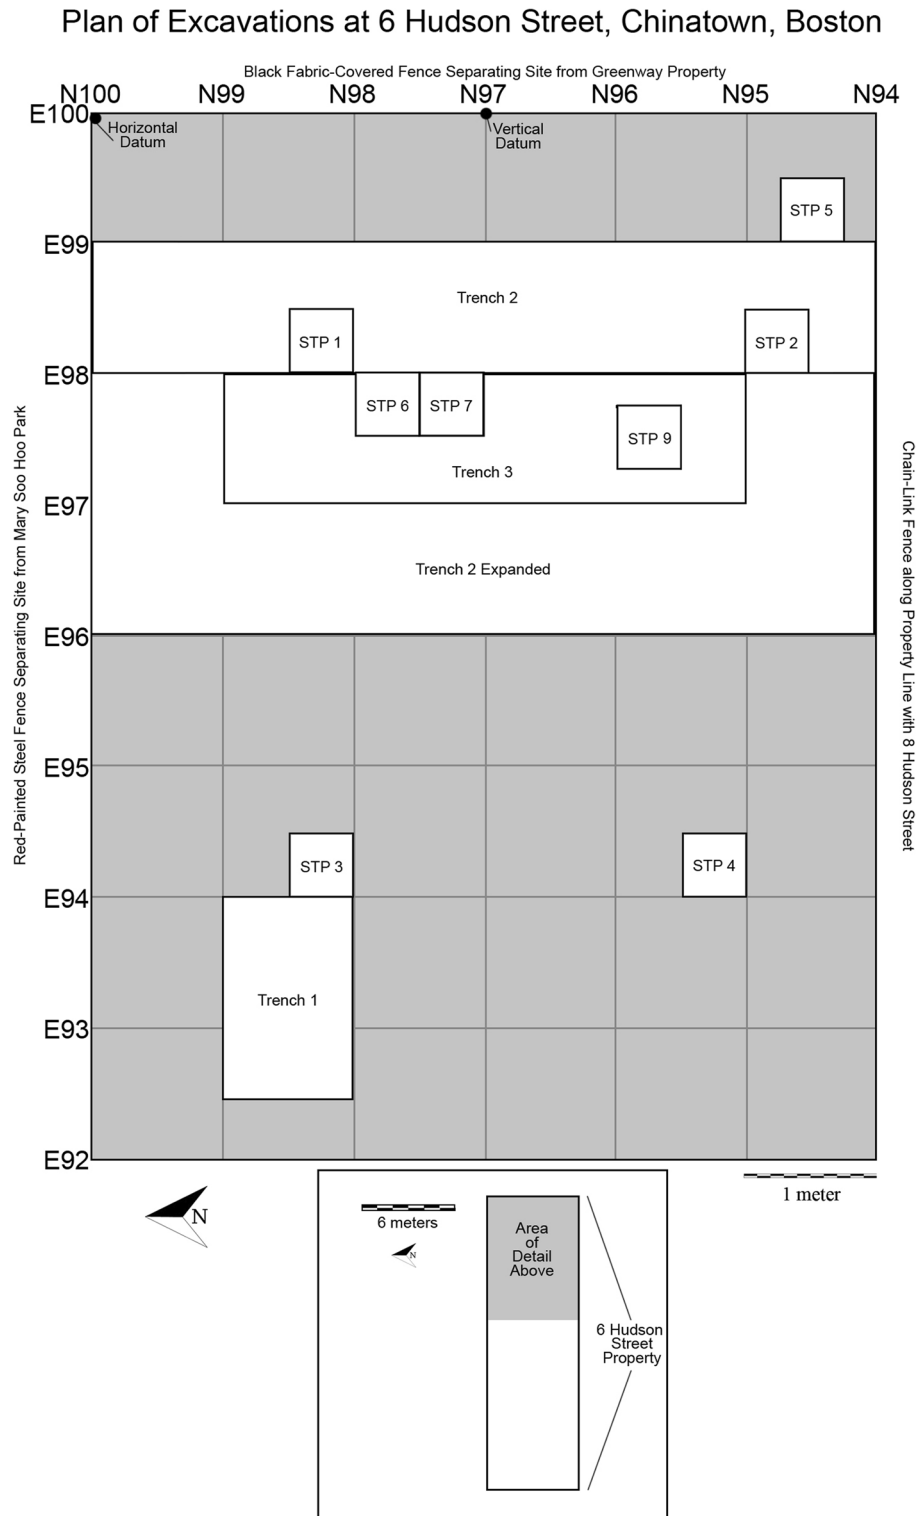 Plan of Excavations at 6 Hudson Street, Chinatown, Boston
Black Fabric-Covered Fence Separating Site from Greenway Property
N100 N99 N98 N97 N96 N95 N94
E100
Horizontal
Datum
Vertical
Datum
STP 5
E99
Trench 2
STP 1
STP 2
E98
STP 6
STP 7
STP 9
Trench 3
E97
Trench 2 Expanded
E96
Red-Painted Steel Fence Separating Site from Mary Soo Hoo Park
Chain-Link Fence along Property Line with 8 Hudson Street
E95
STP 3
STP 4
E94
Trench 1
E93
E92
N
1 meter
6 meters
N
Area
of
Detail
Above
6 Hudson
Street
Property